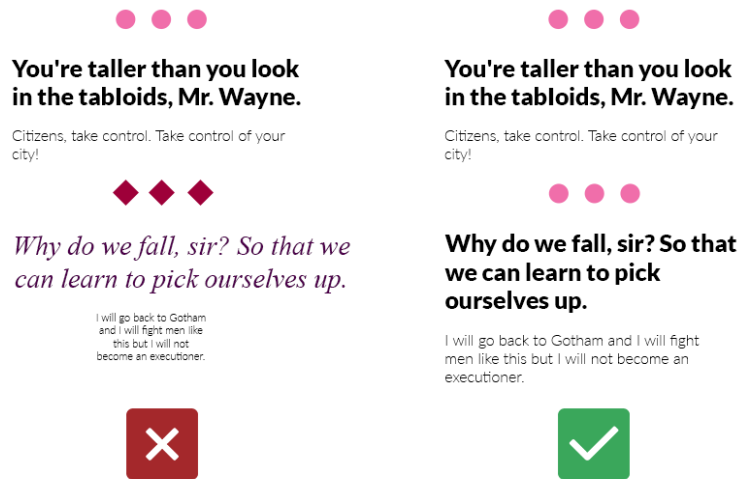 You're taller than you look
in the tabloids, Mr. Wayne.
Citizens, take control. Take control of your
city!
Why do we fall, sir? So that we
can learn to pick ourselves up.
I will go back to Gotham
and I will fight men like
this but I will not
become an executioner.
You're taller than you look
in the tabloids, Mr. Wayne.
Citizens, take control. Take control of your
city!
Why do we fall, sir? So that
we can learn to pick
ourselves up.
I will go back to Gotham and I will fight
men like this but I will not become an
executioner.